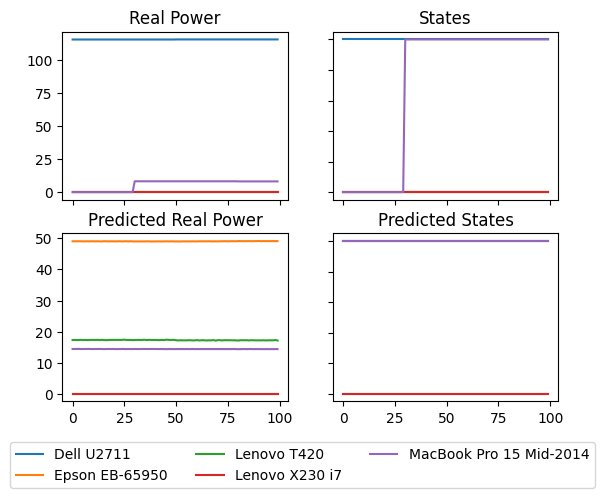 Real Power
States
100
75
50
25
0
Predicted Real Power
Predicted States
50
40
30
20
10
0
0 25 50 75 100
0 25 50 75 100
Dell U2711
Lenovo T420
MacBook Pro 15 Mid-2014
Epson EB-65950
Lenovo X230 i7